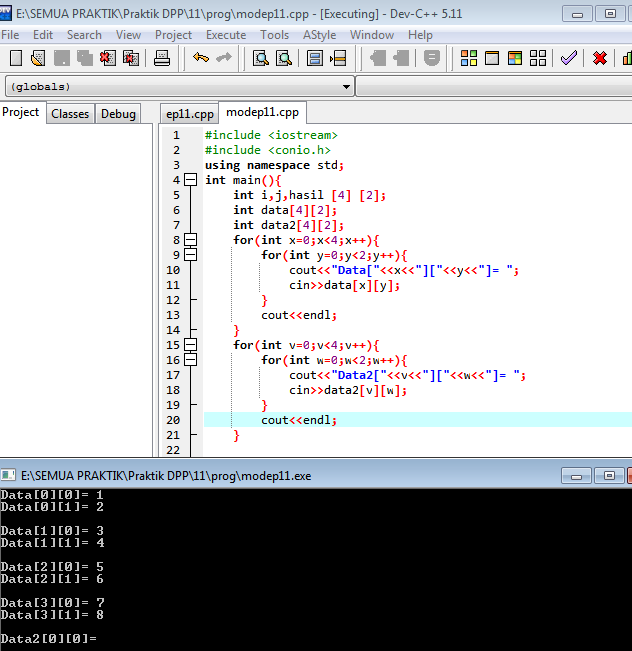 E:\SEMUA PRAKTIK\Praktik DPP\11\prog\modep11.cpp - [Executing] - Dev-C++ 5.11
File Edit Search View Project Execute Tools AStyle Window Help
(globals)
Project Classes Debug ep11.cpp modep11.cpp
1 #include <iostream>
2 #include <conio.h>
3 using namespace std;
4 int main(){
5 int i,j,hasil [4] [2];
6 int data[4][2];
7 int data2[4][2];
8 for(int x=0;x<4;x++){
9 for(int y=0;y<2;y++){
10 cout<<"Data["<<x<<"]["<<y<<"]= ";
11 cin>>data[x][y];
12 }
13 cout<<endl;
14 }
15 for(int v=0;v<4;v++){
16 for(int w=0;w<2;w++){
17 cout<<"Data2["<<v<<"]["<<w<<"]= ";
18 cin>>data2[v][w];
19 }
20 cout<<endl;
21 }
22
E:\SEMUA PRAKTIK\Praktik DPP\11\prog\modep11.exe
Data[0][0]= 1
Data[0][1]= 2
Data[1][0]= 3
Data[1][1]= 4
Data[2][0]= 5
Data[2][1]= 6
Data[3][0]= 7
Data[3][1]= 8
Data2[0][0]=